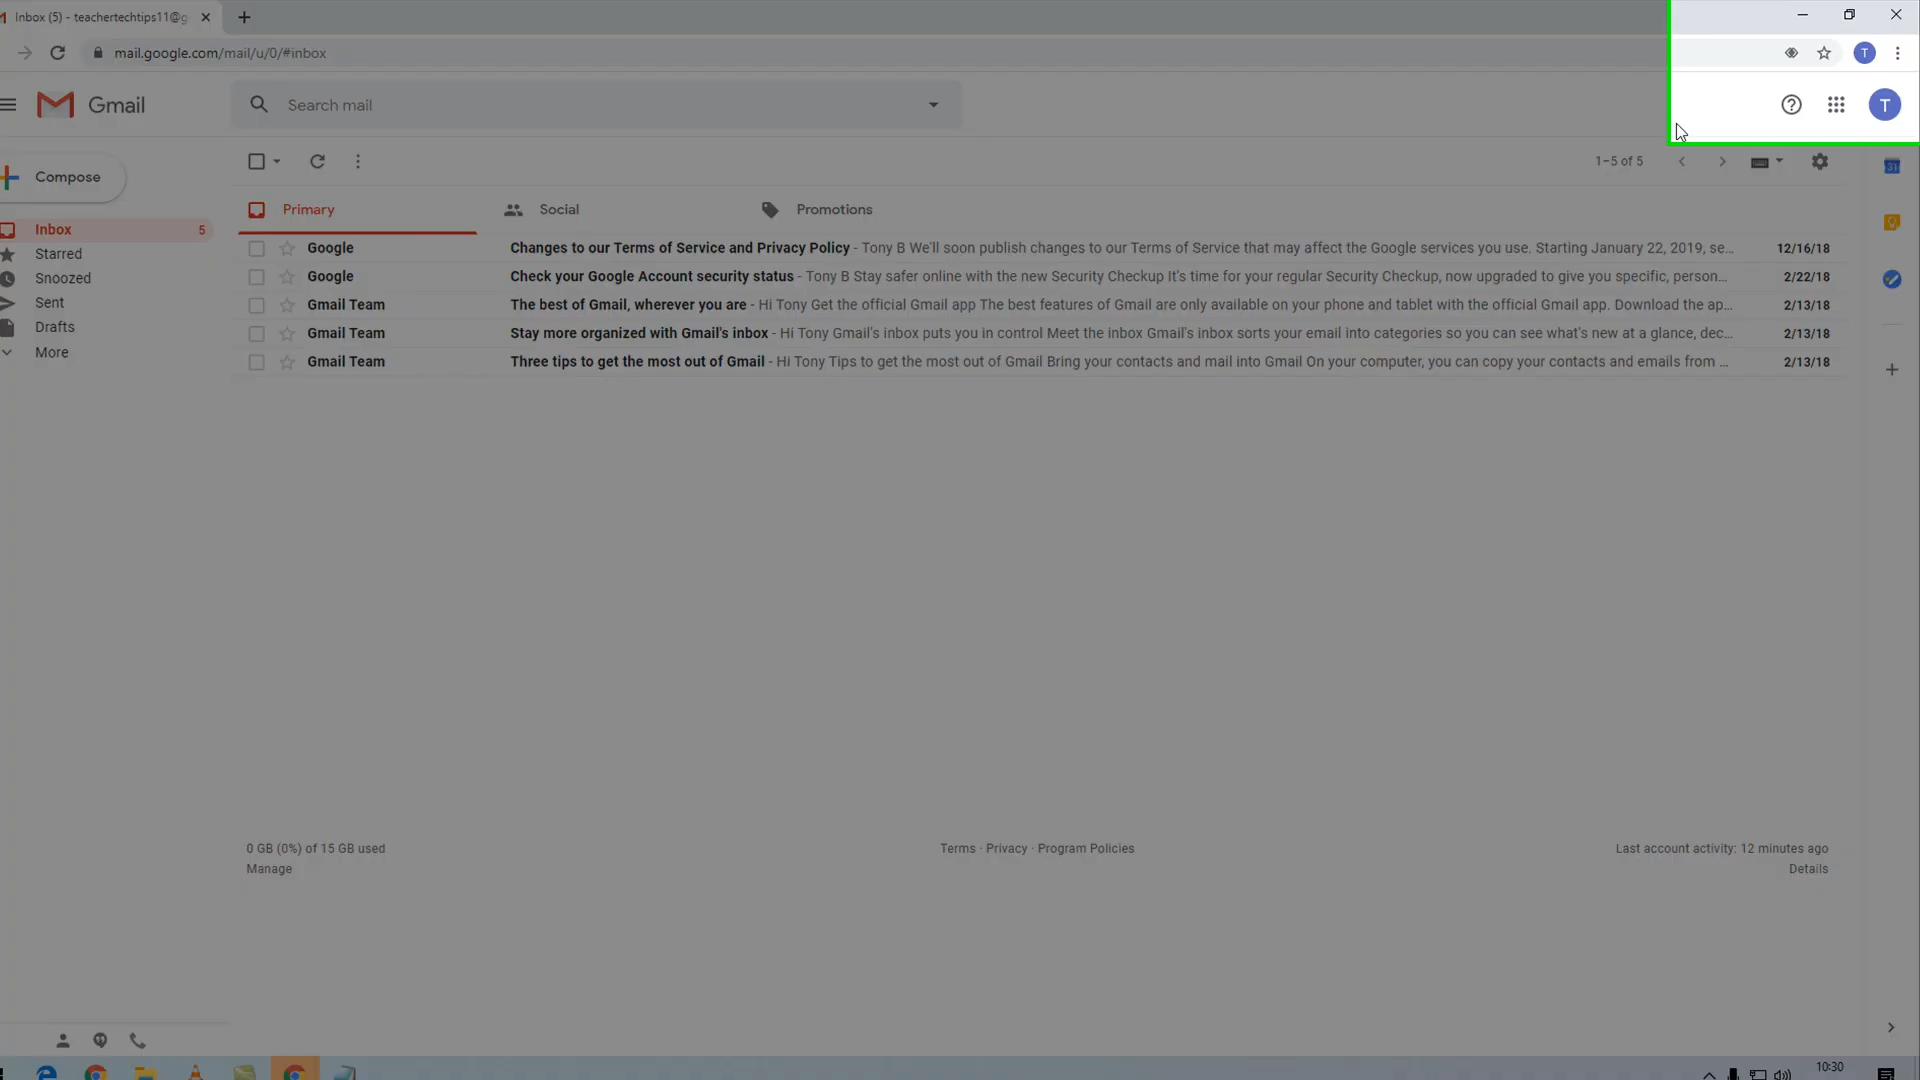 Inbox (5) - teachertechtips11@g
mail.google.com/mail/u/0/#inbox
T
Gmail
Search mail
T
Compose
1–5 of 5
31
Primary
Social
Promotions
Inbox 5
Starred
Snoozed
Sent
Drafts
More
Google Changes to our Terms of Service and Privacy Policy - Tony B We'll soon publish changes to our Terms of Service that may affect the Google services you use. Starting January 22, 2019, se... 12/16/18
Google Check your Google Account security status - Tony B Stay safer online with the new Security Checkup It's time for your regular Security Checkup, now upgraded to give you specific, person... 2/22/18
Gmail Team The best of Gmail, wherever you are - Hi Tony Get the official Gmail app The best features of Gmail are only available on your phone and tablet with the official Gmail app. Download the ap... 2/13/18
Gmail Team Stay more organized with Gmail's inbox - Hi Tony Gmail's inbox puts you in control Meet the inbox Gmail's inbox sorts your email into categories so you can see what's new at a glance, dec... 2/13/18
Gmail Team Three tips to get the most out of Gmail - Hi Tony Tips to get the most out of Gmail Bring your contacts and mail into Gmail On your computer, you can copy your contacts and emails from ... 2/13/18
0 GB (0%) of 15 GB used
Manage
Terms · Privacy · Program Policies
Last account activity: 12 minutes ago
Details
10:30